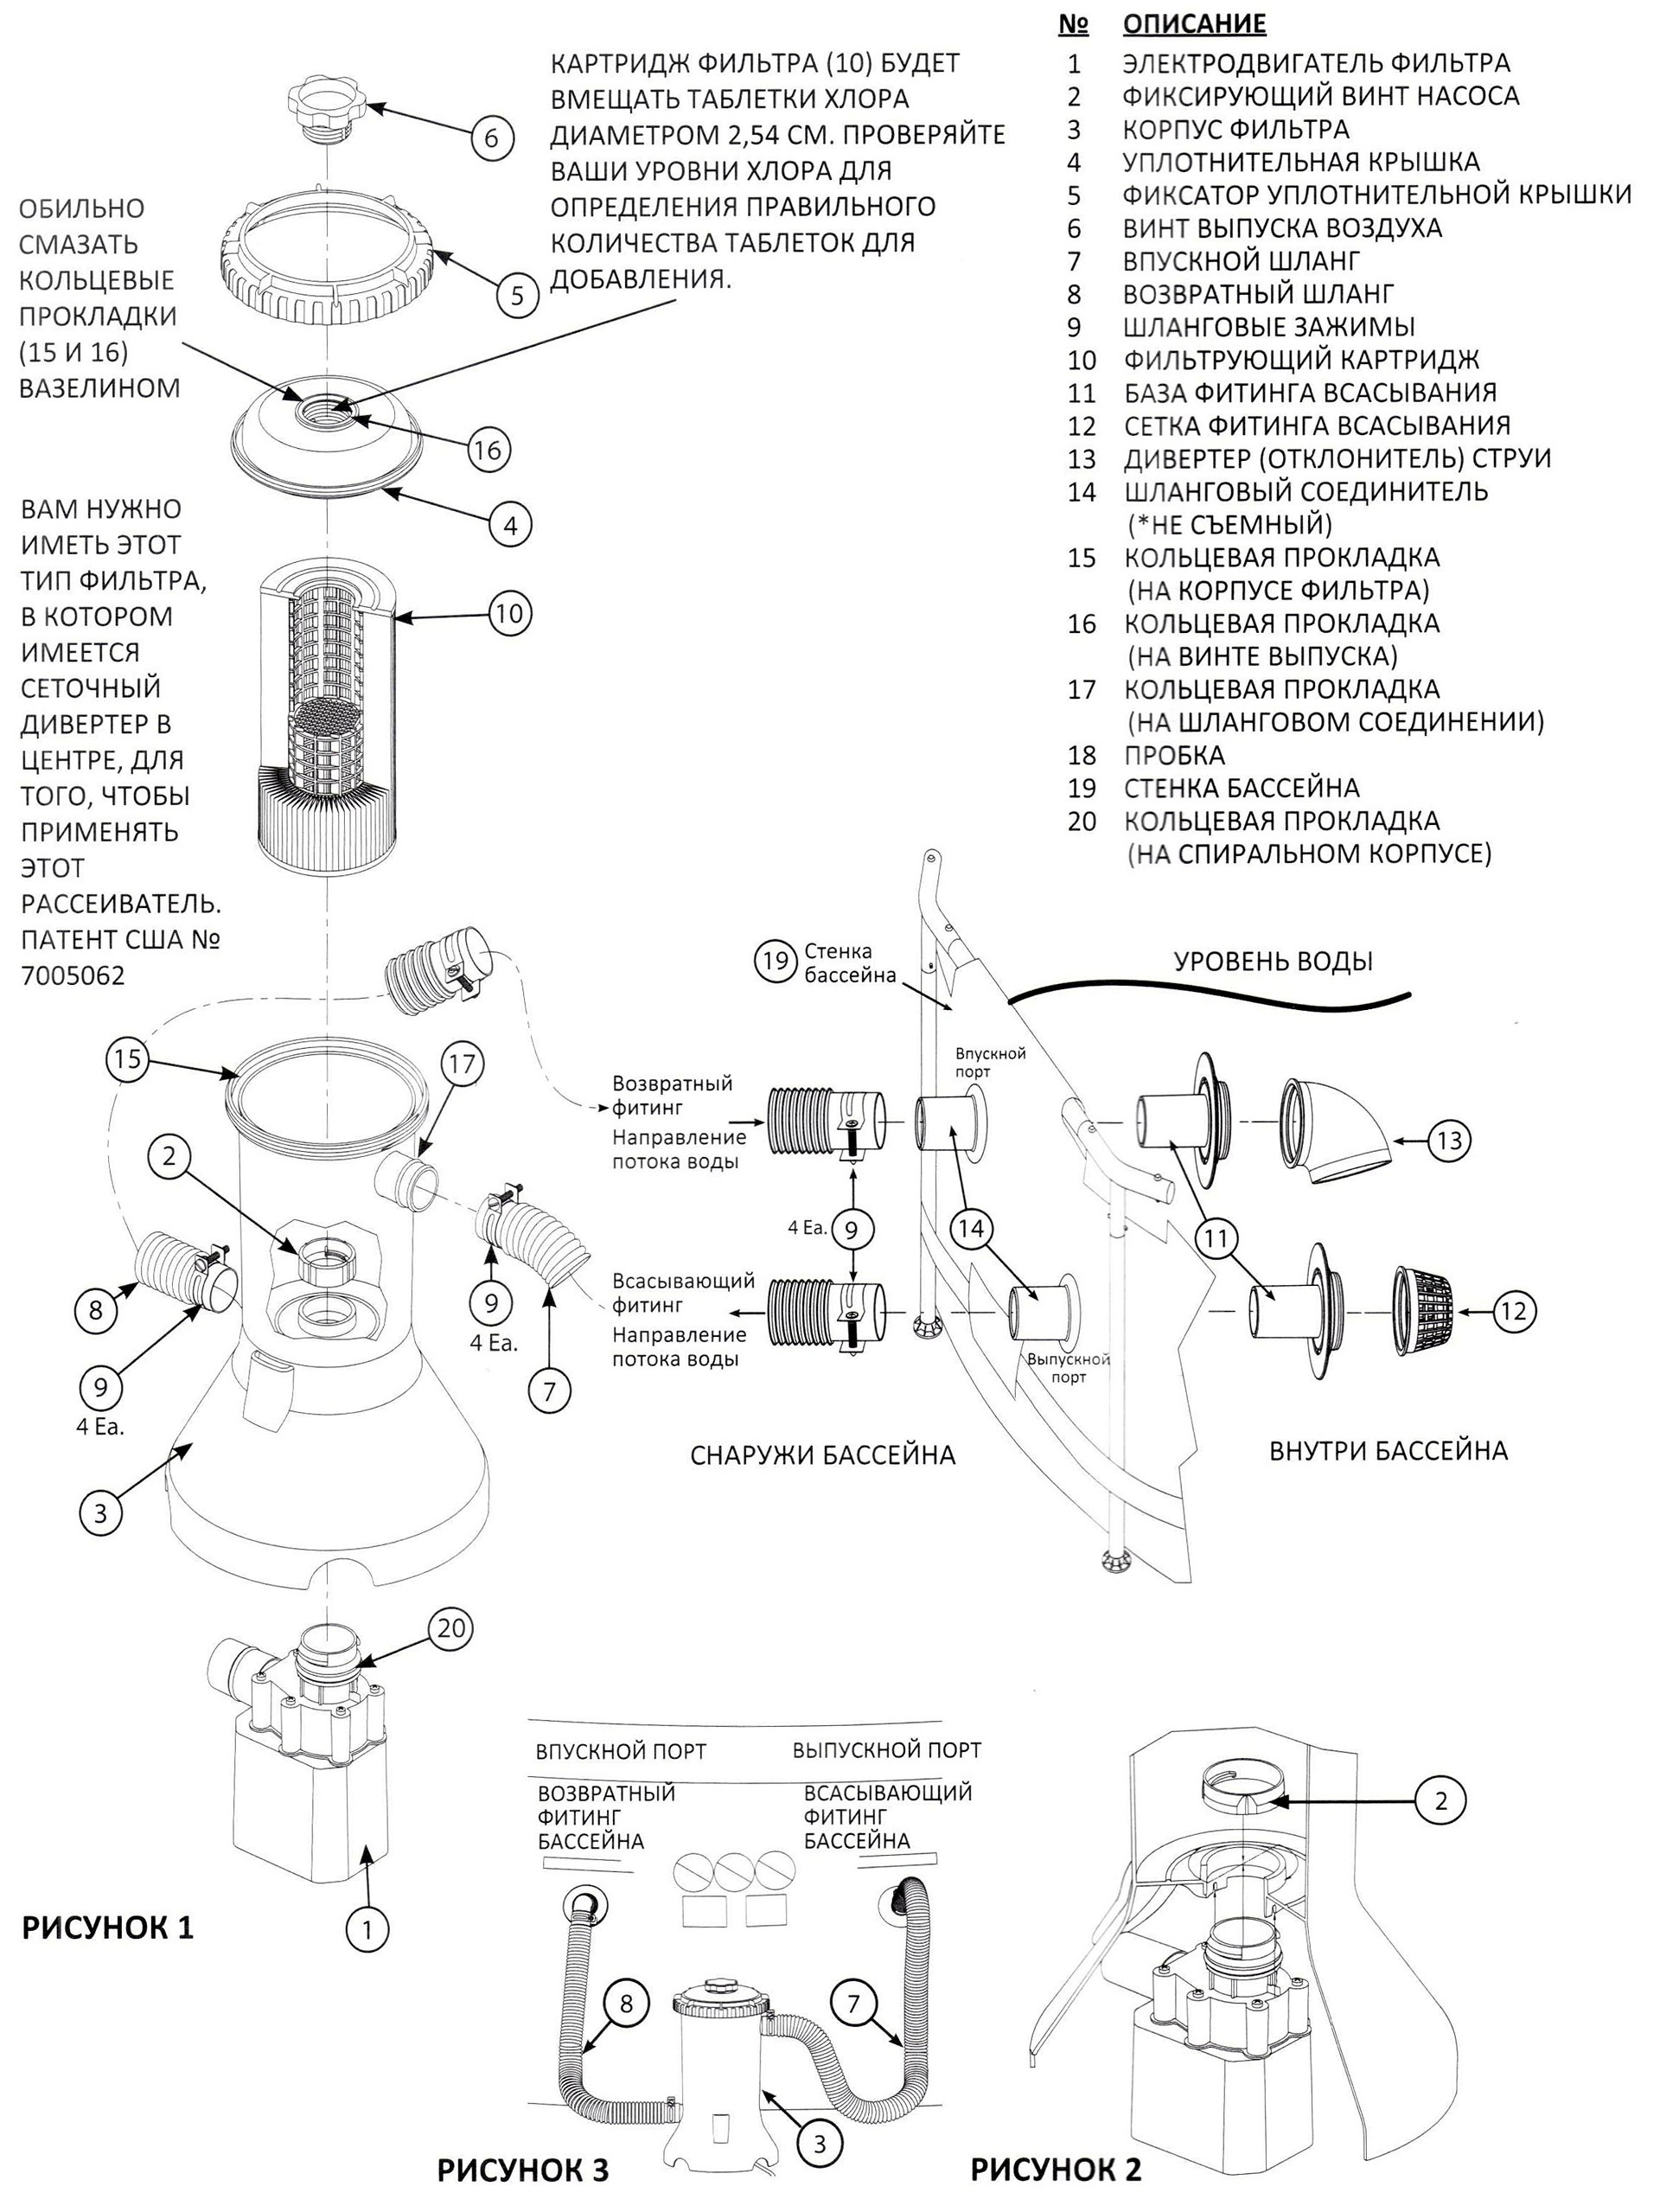 № ОПИСАНИЕ
1 ЭЛЕКТРОДВИГАТЕЛЬ ФИЛЬТРА
2 ФИКСИРУЮЩИЙ ВИНТ НАСОСА
3 КОРПУС ФИЛЬТРА
4 УПЛОТНИТЕЛЬНАЯ КРЫШКА
5 ФИКСАТОР УПЛОТНИТЕЛЬНОЙ КРЫШКИ
6 ВИНТ ВЫПУСКА ВОЗДУХА
7 ВПУСКНОЙ ШЛАНГ
8 ВОЗВРАТНЫЙ ШЛАНГ
9 ШЛАНГОВЫЕ ЗАЖИМЫ
10 ФИЛЬТРУЮЩИЙ КАРТРИДЖ
11 БАЗА ФИТИНГА ВСАСЫВАНИЯ
12 СЕТКА ФИТИНГА ВСАСЫВАНИЯ
13 ДИВЕРТЕР (ОТКЛОНИТЕЛЬ) СТРУИ
14 ШЛАНГОВЫЙ СОЕДИНИТЕЛЬ
(*НЕ СЪЕМНЫЙ)
15 КОЛЬЦЕВАЯ ПРОКЛАДКА
(НА КОРПУСЕ ФИЛЬТРА)
16 КОЛЬЦЕВАЯ ПРОКЛАДКА
(НА ВИНТЕ ВЫПУСКА)
17 КОЛЬЦЕВАЯ ПРОКЛАДКА
(НА ШЛАНГОВОМ СОЕДИНЕНИИ)
18 ПРОБКА
19 СТЕНКА БАССЕЙНА
20 КОЛЬЦЕВАЯ ПРОКЛАДКА
(НА СПИРАЛЬНОМ КОРПУСЕ)
КАРТРИДЖ ФИЛЬТРА (10) БУДЕТ
ВМЕЩАТЬ ТАБЛЕТКИ ХЛОРА
ДИАМЕТРОМ 2,54 СМ. ПРОВЕРЯЙТЕ
ВАШИ УРОВНИ ХЛОРА ДЛЯ
ОПРЕДЕЛЕНИЯ ПРАВИЛЬНОГО
КОЛИЧЕСТВА ТАБЛЕТОК ДЛЯ
ДОБАВЛЕНИЯ.
6
5
ОБИЛЬНО
СМАЗАТЬ
КОЛЬЦЕВЫЕ
ПРОКЛАДКИ
(15 И 16)
ВАЗЕЛИНОМ
16
4
ВАМ НУЖНО
ИМЕТЬ ЭТОТ
ТИП ФИЛЬТРА,
В КОТОРОМ
ИМЕЕТСЯ
СЕТОЧНЫЙ
ДИВЕРТЕР В
ЦЕНТРЕ, ДЛЯ
ТОГО, ЧТОБЫ
ПРИМЕНЯТЬ
ЭТОТ
РАССЕИВАТЕЛЬ.
ПАТЕНТ США №
7005062
10
15
17
2
8
9
4 Ea.
9
4 Ea.
7
3
20
1
РИСУНОК 1
19 Стенка
бассейна
УРОВЕНЬ ВОДЫ
Впускной
порт
Возвратный
фитинг
Направление
потока воды
13
4 Ea. 9
14
11
Всасывающий
фитинг
Направление
потока воды
12
Выпускной
порт
СНАРУЖИ БАССЕЙНА
ВНУТРИ БАССЕЙНА
ВПУСКНОЙ ПОРТ
ВЫПУСКНОЙ ПОРТ
ВОЗВРАТНЫЙ
ФИТИНГ
БАССЕЙНА
ВСАСЫВАЮЩИЙ
ФИТИНГ
БАССЕЙНА
8
7
3
РИСУНОК 3
2
РИСУНОК 2